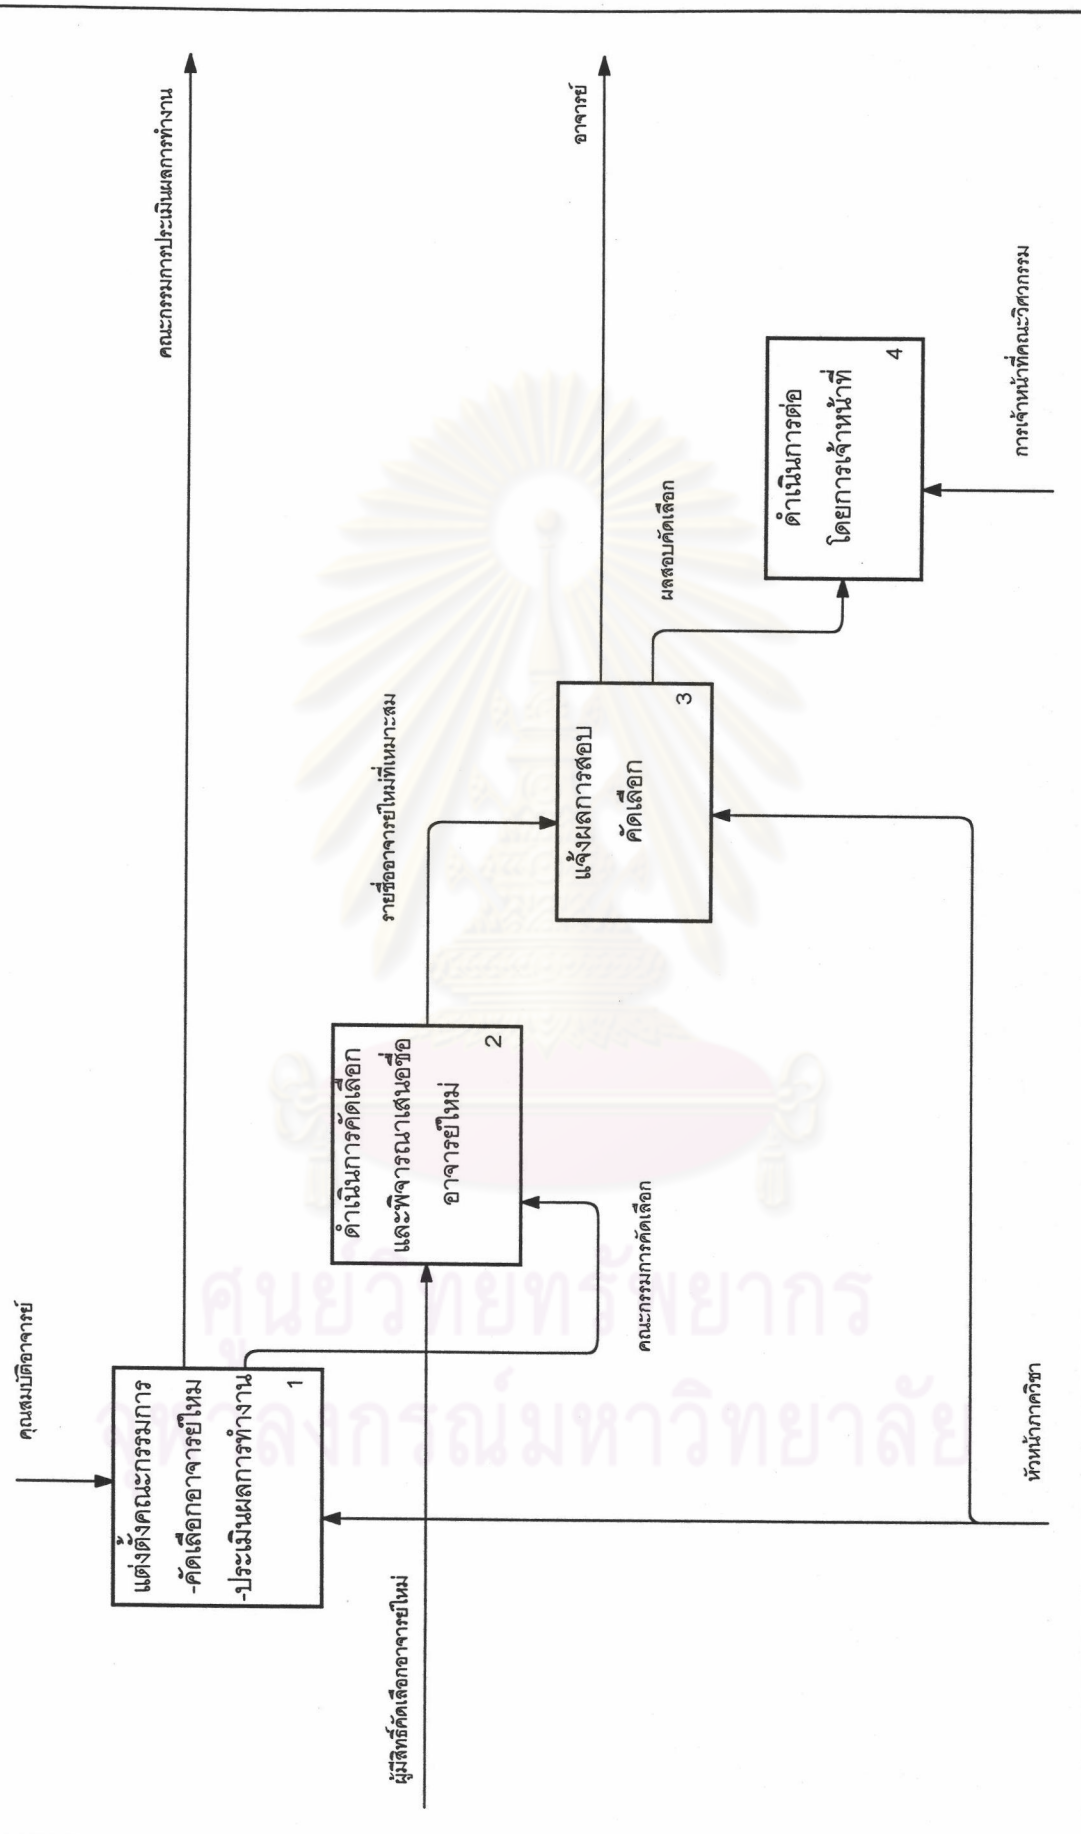 คุณสมบัติอาจารย์
แต่งตั้งคณะกรรมการ
-คัดเลือกอาจารย์ใหม่
-ประเมินผลการทำงาน
1
คณะกรรมการประเมินผลการทำงาน
ผู้มีสิทธิ์คัดเลือกอาจารย์ใหม่
ดำเนินการคัดเลือก
และพิจารณาเสนอชื่อ
อาจารย์ใหม่
2
คณะกรรมการคัดเลือก
รายชื่ออาจารย์ใหม่ที่เหมาะสม
แจ้งผลการสอบ
คัดเลือก
3
อาจารย์
ผลสอบคัดเลือก
ดำเนินการต่อ
โดยการเจ้าหน้าที่
4
หัวหน้าภาควิชา
การเจ้าหน้าที่คณะวิศวกรรม
ศูนย์วิทยทรัพยากร
จุฬาลงกรณ์มหาวิทยาลัย